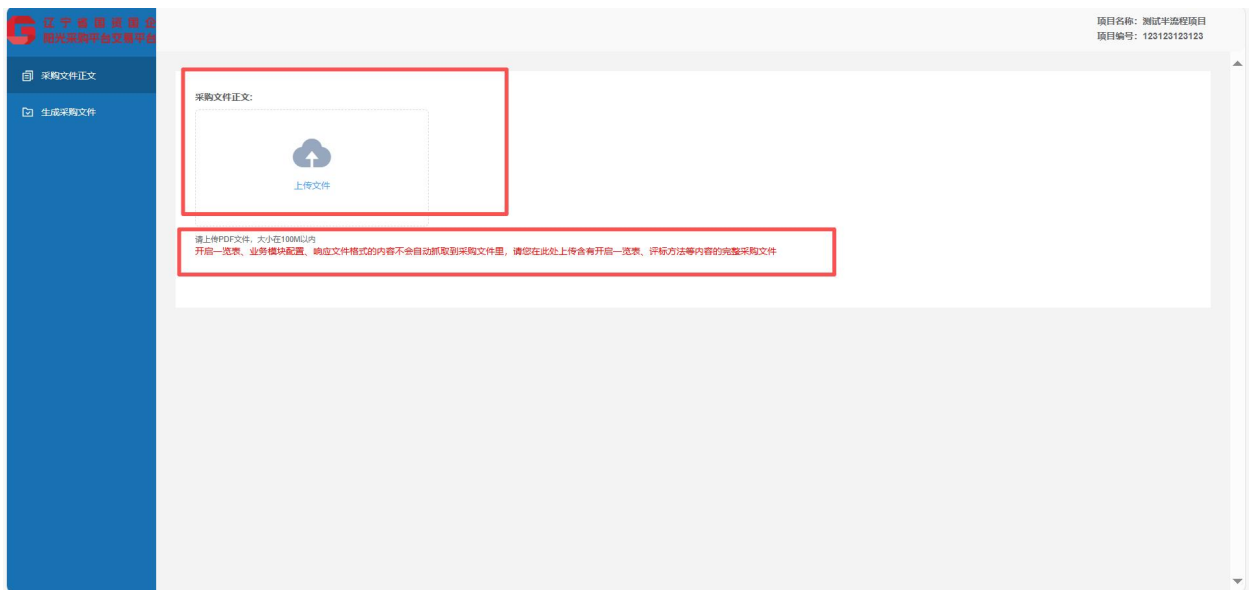 辽宁省国资国企
阳光采购平台交易平台
项目名称：测试半流程项目
项目编号：123123123123
采购文件正文
生成采购文件
采购文件正文：
上传文件
请上传PDF文件，大小在100M以内
开启一览表、业务模块配置、响应文件格式的内容不会自动抓取到采购文件里，请您在此处上传含有开启一览表、评标方法等内容的完整采购文件